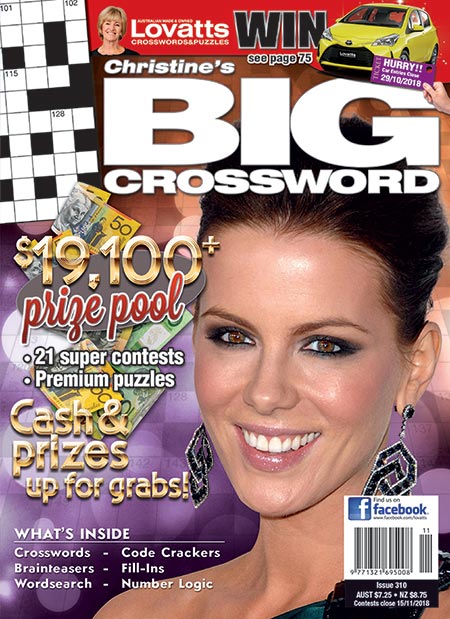 101
102
115
128
AUSTRALIAN MADE & OWNED
Lovatts
CROSSWORDS&PUZZLES
WIN
see page 75
TICKET
HURRY!!
Car Entries Close
29/10/2018
Christine's
BIG
CROSSWORD
$19,100+
prize pool
• 21 super contests
• Premium puzzles
Cash &
prizes
up for grabs!
WHAT'S INSIDE
Crosswords - Code Crackers
Brainteasers - Fill-Ins
Wordsearch - Number Logic
Find us on
facebook
www.facebook.com/lovatts
11
9 771321 695008
Issue 310
AUST $7.25 • NZ $8.75
Contests close 15/11/2018